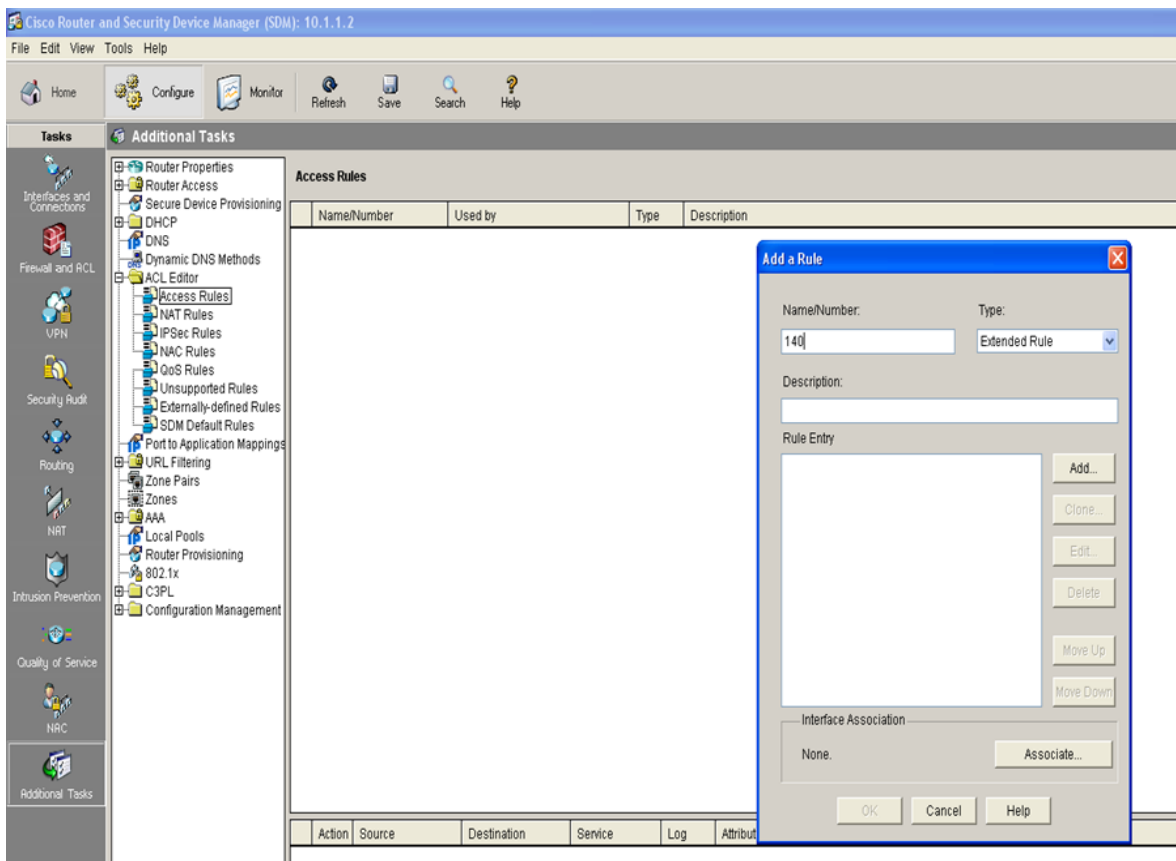 Cisco Router and Security Device Manager (SDM): 10.1.1.2
File Edit View Tools Help
Home Configure Monitor Refresh Save Search Help
Tasks
Additional Tasks
Interfaces and Connections
Firewall and ACL
VPN
Security Audit
Routing
NAT
Intrusion Prevention
Quality of Service
NAC
Additional Tasks
Router Properties
Router Access
Secure Device Provisioning
DHCP
DNS
Dynamic DNS Methods
ACL Editor
Access Rules
NAT Rules
IPSec Rules
NAC Rules
QoS Rules
Unsupported Rules
Externally-defined Rules
SDM Default Rules
Port to Application Mappings
URL Filtering
Zone Pairs
Zones
AAA
Local Pools
Router Provisioning
802.1x
C3PL
Configuration Management
Access Rules
Name/Number Used by Type Description
Add a Rule
Name/Number: Type:
140 Extended Rule
Description:
Rule Entry
Add...
Clone...
Edit...
Delete
Move Up
Move Down
Interface Association
None. Associate...
OK Cancel Help
Action Source Destination Service Log Attribut